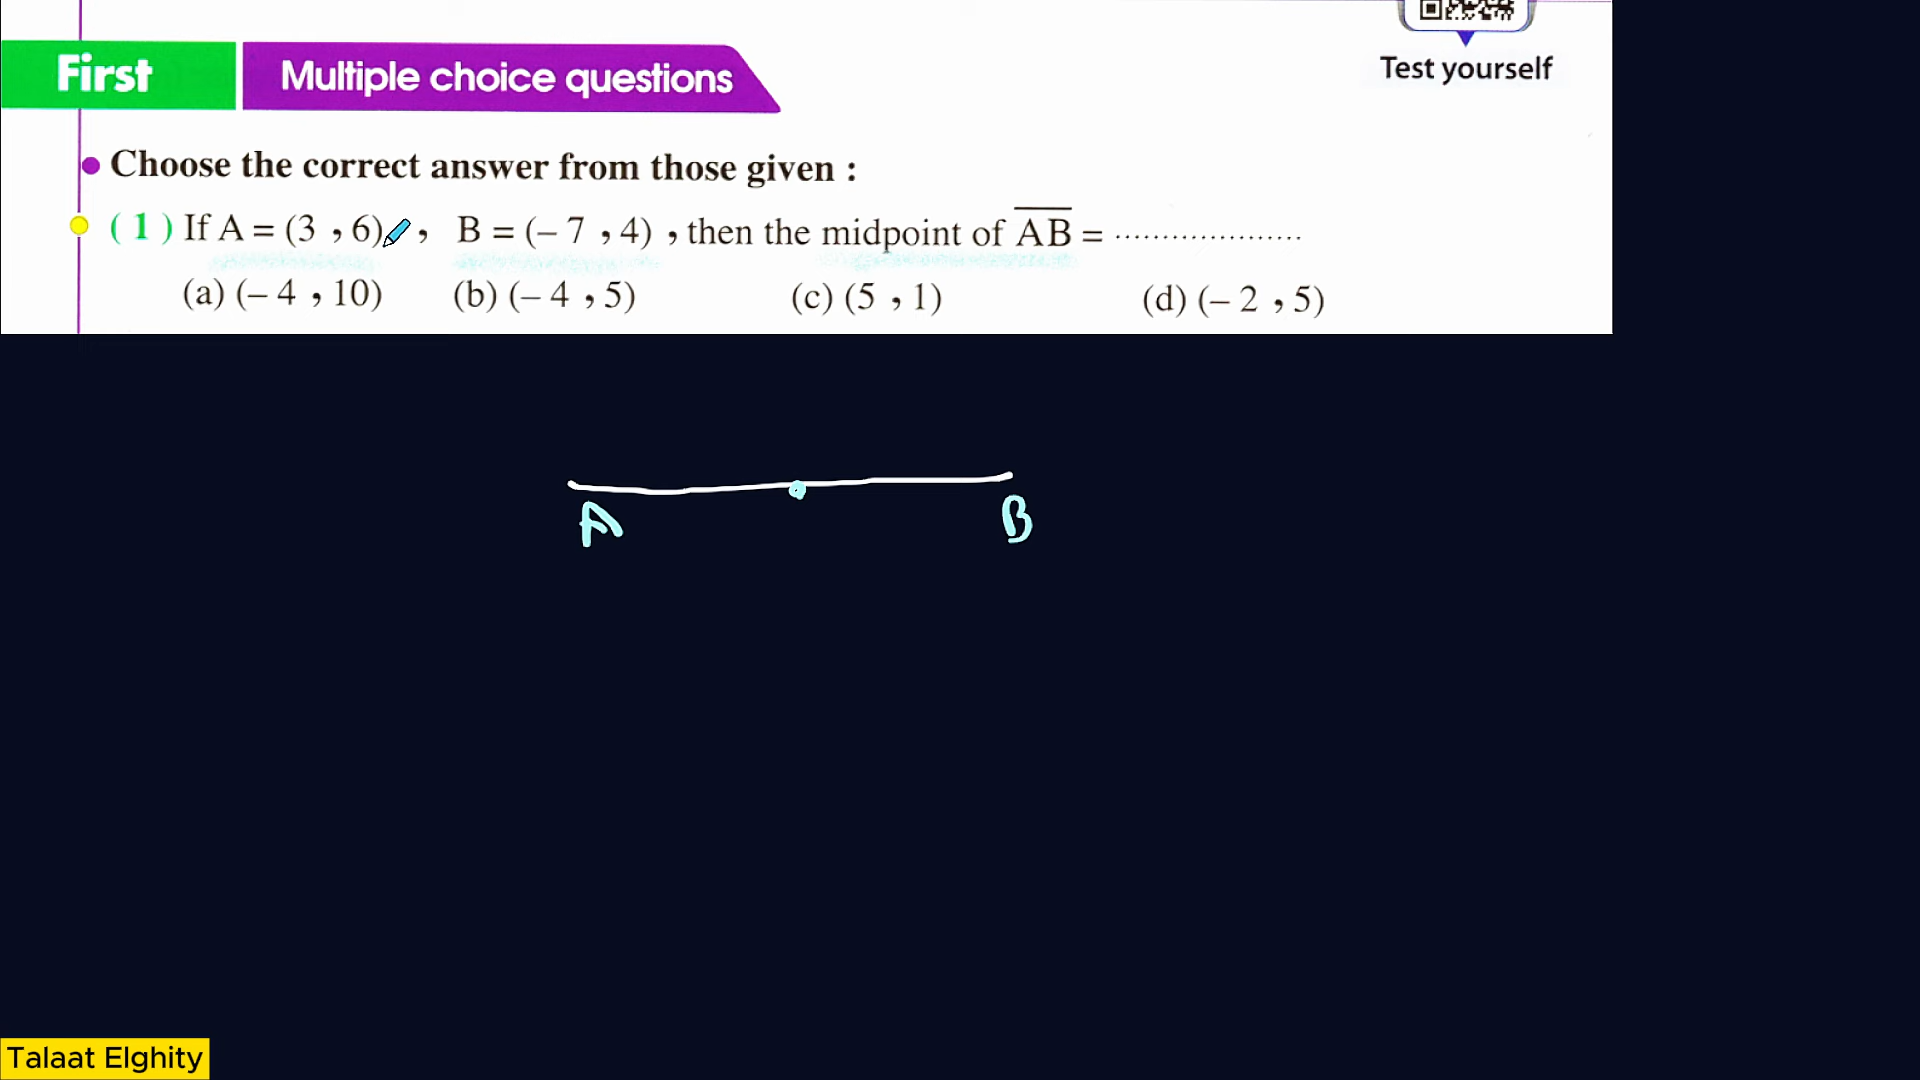 Test yourself
First Multiple choice questions
• Choose the correct answer from those given :
( 1 ) If A = (3 , 6) , B = (– 7 , 4) , then the midpoint of A̅B̅ = ....................
(a) (– 4 , 10) (b) (– 4 , 5) (c) (5 , 1) (d) (– 2 , 5)
A B
Talaat Elghity